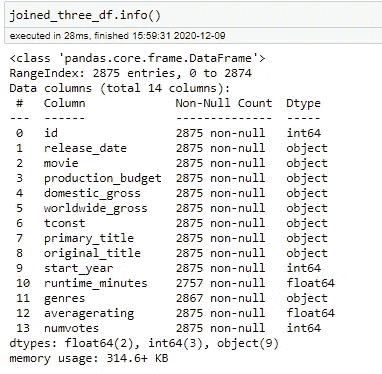 joined_three_df.info()
executed in 28ms, finished 15:59:31 2020-12-09
<class 'pandas.core.frame.DataFrame'>
RangeIndex: 2875 entries, 0 to 2874
Data columns (total 14 columns):
 #   Column             Non-Null Count  Dtype
---  ------             --------------  -----
 0   id                 2875 non-null   int64
 1   release_date       2875 non-null   object
 2   movie              2875 non-null   object
 3   production_budget  2875 non-null   object
 4   domestic_gross     2875 non-null   object
 5   worldwide_gross    2875 non-null   object
 6   tconst             2875 non-null   object
 7   primary_title      2875 non-null   object
 8   original_title     2875 non-null   object
 9   start_year         2875 non-null   int64
 10  runtime_minutes    2757 non-null   float64
 11  genres             2867 non-null   object
 12  averagerating      2875 non-null   float64
 13  numvotes           2875 non-null   int64
dtypes: float64(2), int64(3), object(9)
memory usage: 314.6+ KB